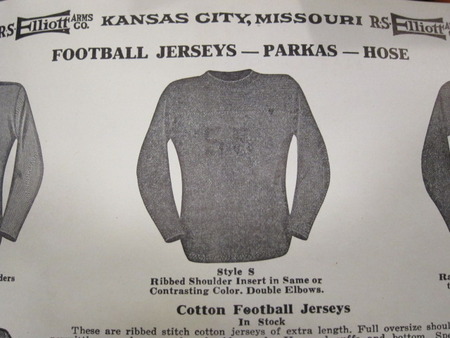 R.S. Elliott ARMS CO. KANSAS CITY, MISSOURI R.S. Elliott
FOOTBALL JERSEYS — PARKAS — HOSE
Style S
Ribbed Shoulder Insert in Same or
Contrasting Color. Double Elbows.
Cotton Football Jerseys
In Stock
These are ribbed stitch cotton jerseys of extra length. Full oversize